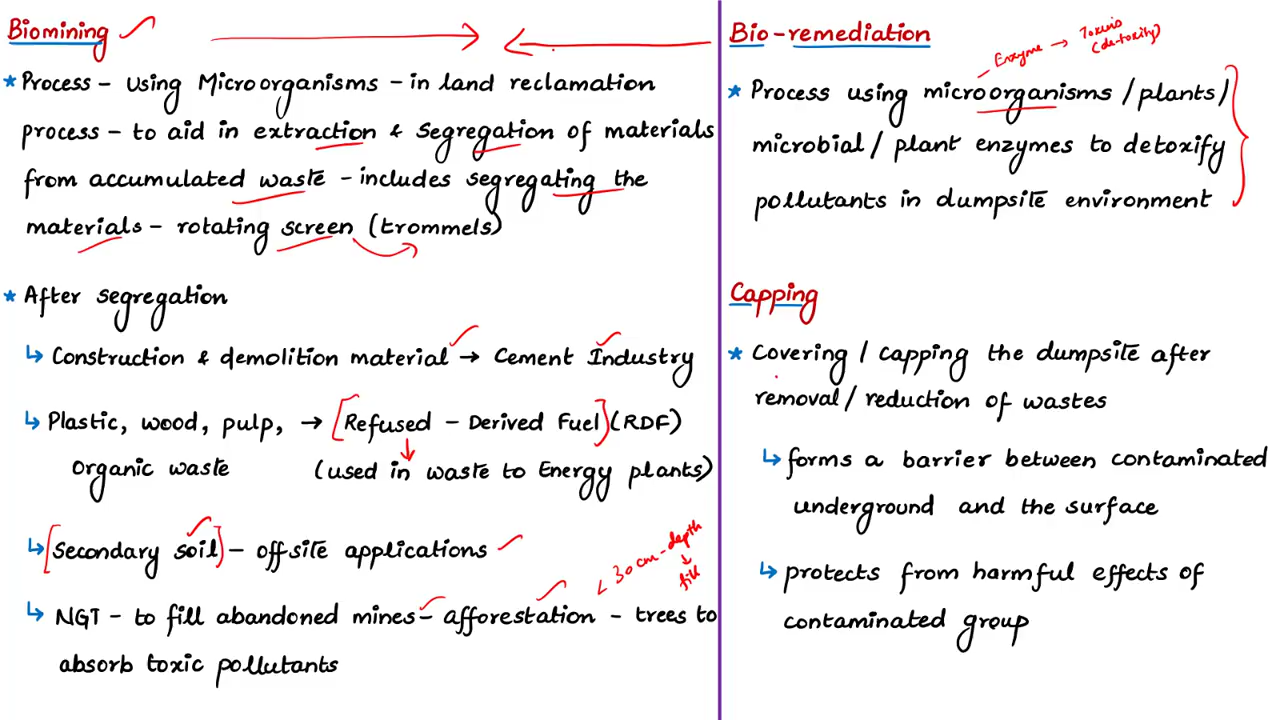 Biomining
* Process - Using Microorganisms - in land reclamation
process - to aid in extraction & segregation of materials
from accumulated waste - includes segregating the
materials - rotating screen (trommels)
* After segregation
↳ Construction & demolition material → Cement Industry
↳ Plastic, wood, pulp, → [Refused - Derived Fuel] (RDF)
Organic waste (used in waste to Energy plants)
↳ [Secondary soil] - offsite applications
< 30cm - depth
↓
fill
↳ NGT - to fill abandoned mines - afforestation - trees to
absorb toxic pollutants
Bio-remediation
Enzyme → Toxins
(de-toxify)
* Process using microorganisms / plants /
microbial / plant enzymes to detoxify
pollutants in dumpsite environment
Capping
* Covering / capping the dumpsite after
removal / reduction of wastes
↳ forms a barrier between contaminated
underground and the surface
↳ protects from harmful effects of
contaminated group